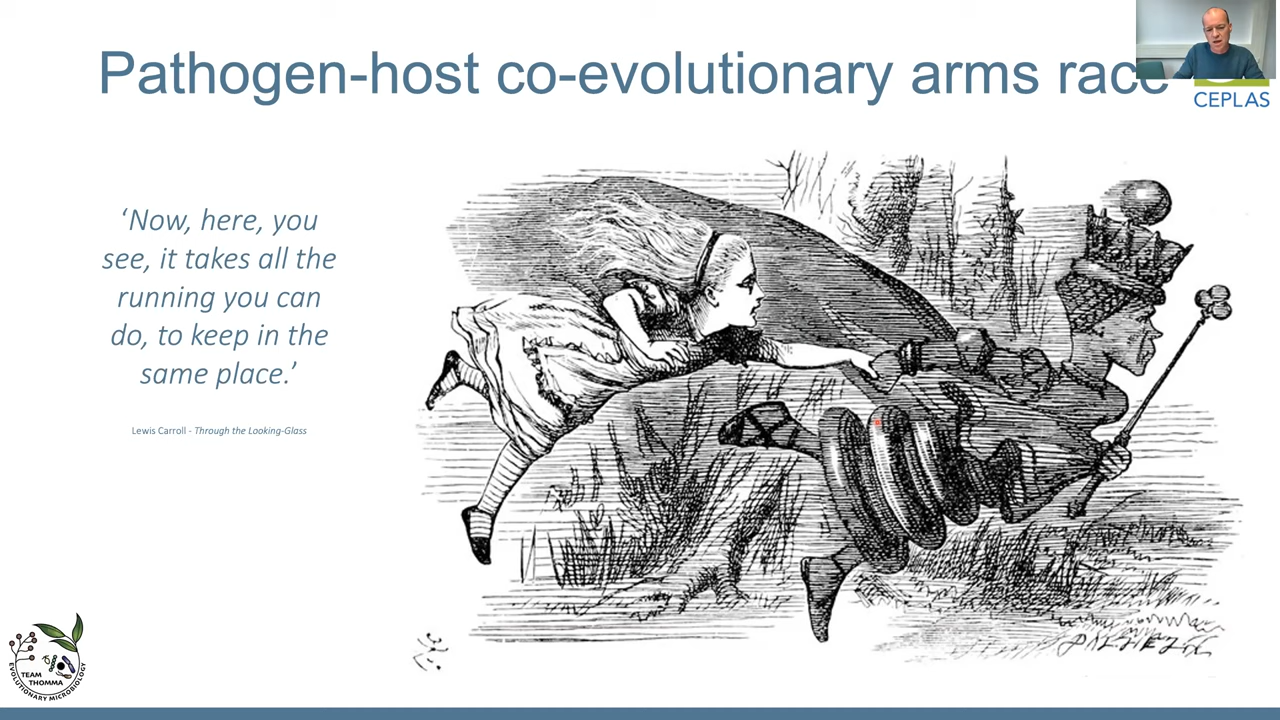 Pathogen-host co-evolutionary arms race
CEPLAS
‘Now, here, you
see, it takes all the
running you can
do, to keep in the
same place.’
Lewis Carroll - Through the Looking-Glass
TEAM
THOMMA
EVOLUTIONARY MICROBIOLOGY
DALZIEL